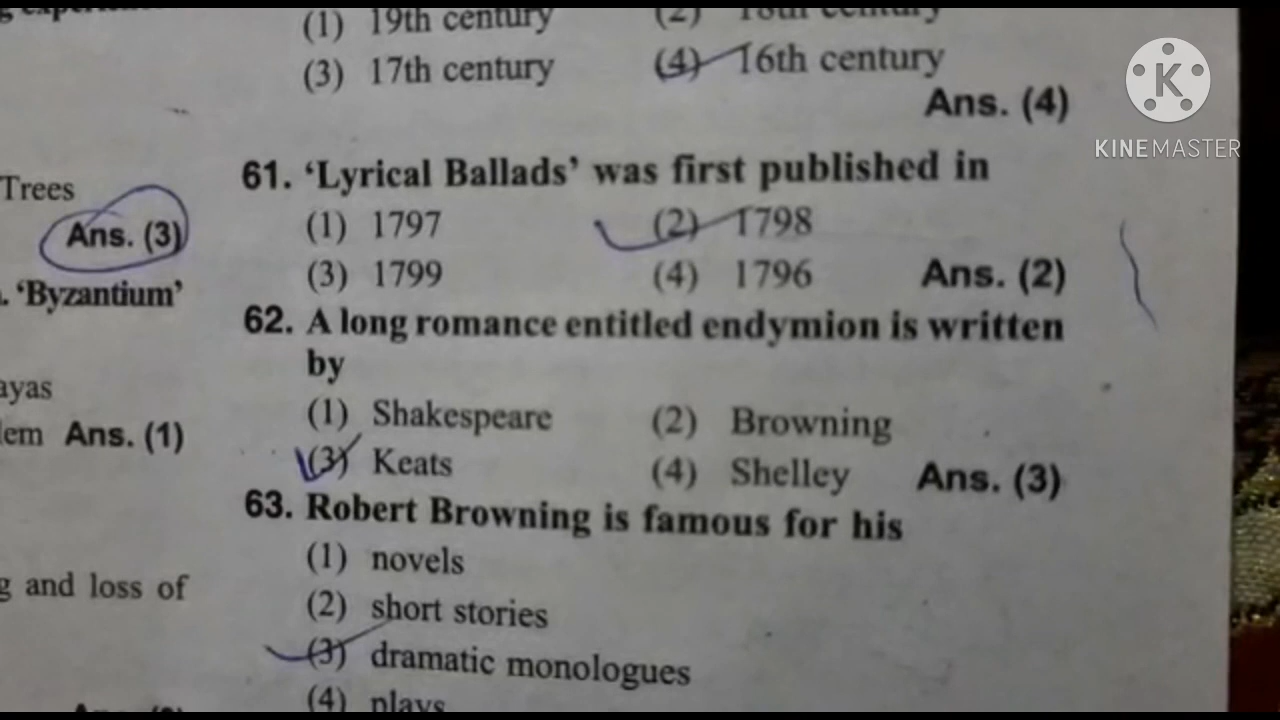 (1) 19th century (2) 18th century
(3) 17th century (4) 16th century
Ans. (4)
61. ‘Lyrical Ballads’ was first published in
(1) 1797 (2) 1798
(3) 1799 (4) 1796 Ans. (2)
62. A long romance entitled endymion is written
by
(1) Shakespeare (2) Browning
(3) Keats (4) Shelley Ans. (3)
63. Robert Browning is famous for his
(1) novels
(2) short stories
(3) dramatic monologues
(4) plays
Trees
Ans. (3)
‘Byzantium’
Ans. (1)
and loss of
KINEMASTER